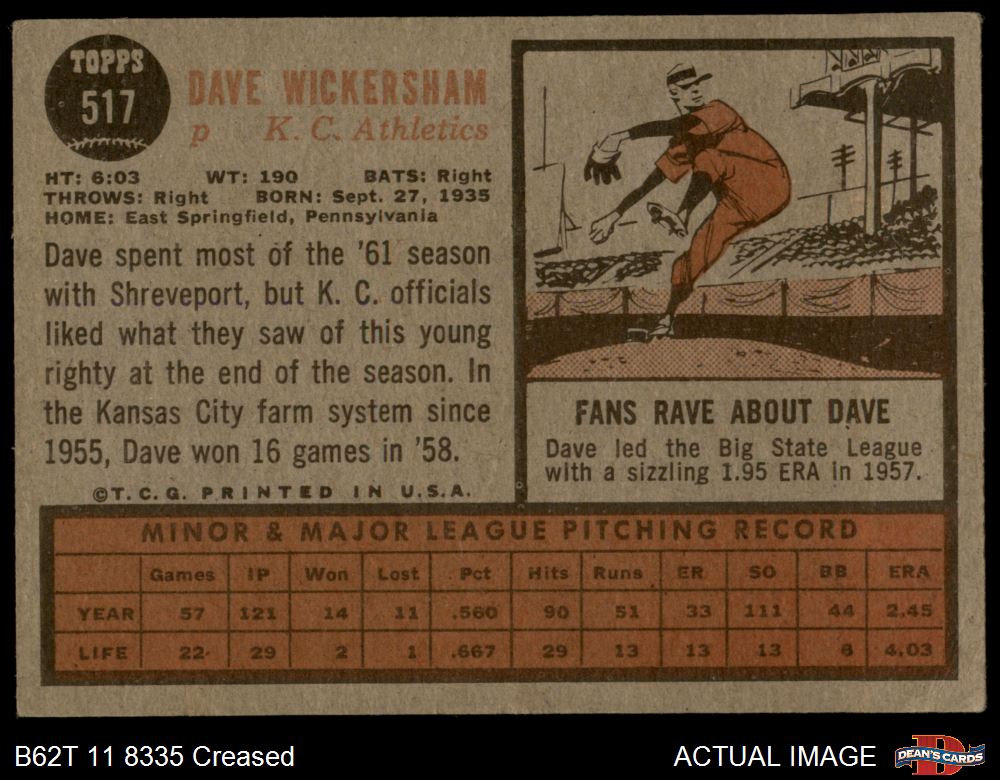 TOPPS
517
DAVE WICKERSHAM
p K. C. Athletics
HT: 6:03 WT: 190 BATS: Right
THROWS: Right BORN: Sept. 27, 1935
HOME: East Springfield, Pennsylvania
Dave spent most of the '61 season
with Shreveport, but K. C. officials
liked what they saw of this young
righty at the end of the season. In
the Kansas City farm system since
1955, Dave won 16 games in '58.
©T. C. G. PRINTED IN U.S.A.
FANS RAVE ABOUT DAVE
Dave led the Big State League
with a sizzling 1.95 ERA in 1957.
MINOR & MAJOR LEAGUE PITCHING RECORD
Games IP Won Lost Pct Hits Runs ER SO BB ERA
YEAR 57 121 14 11 .560 90 51 33 111 44 2.45
LIFE 22 29 2 1 .667 29 13 13 13 8 4.03
B62T 11 8335 Creased
ACTUAL IMAGE
DEAN'S CARDS